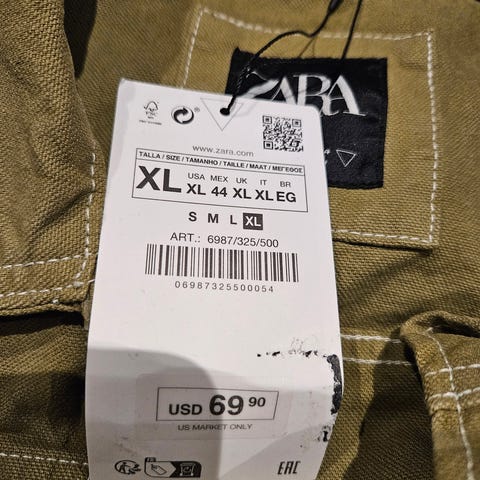 ZARA
www.zara.com
TALLA / SIZE / TAMANHO / TAILLE / MAAT / ΜΕΓΕΘΟΣ
XL
USA MEX UK IT BR
XL 44 XL XL EG
S M L XL
ART.: 6987/325/500
06987325500054
USD 69.90
US MARKET ONLY
EAC